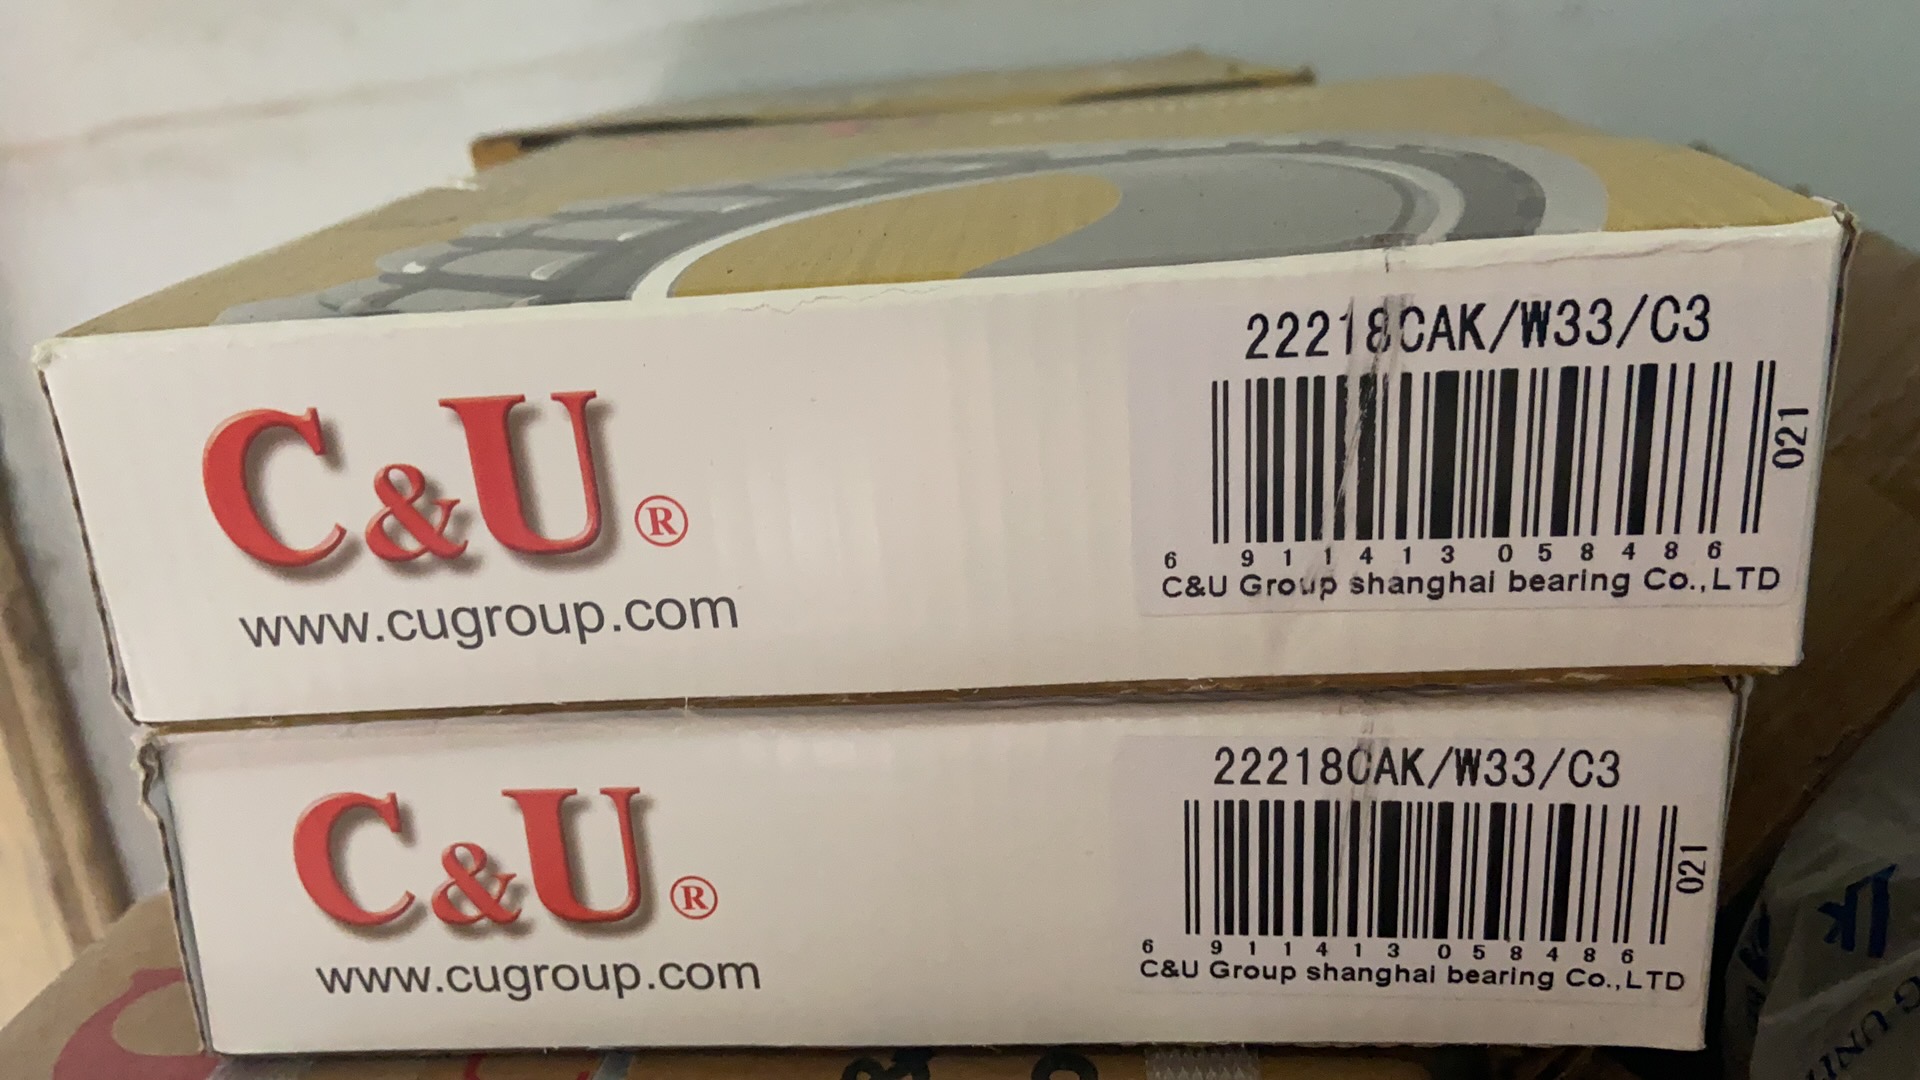 22218CAK/W33/C3
C&U®
www.cugroup.com
021
6 911413 058486
C&U Group shanghai bearing Co.,LTD
22218CAK/W33/C3
C&U®
www.cugroup.com
021
6 911413 058486
C&U Group shanghai bearing Co.,LTD